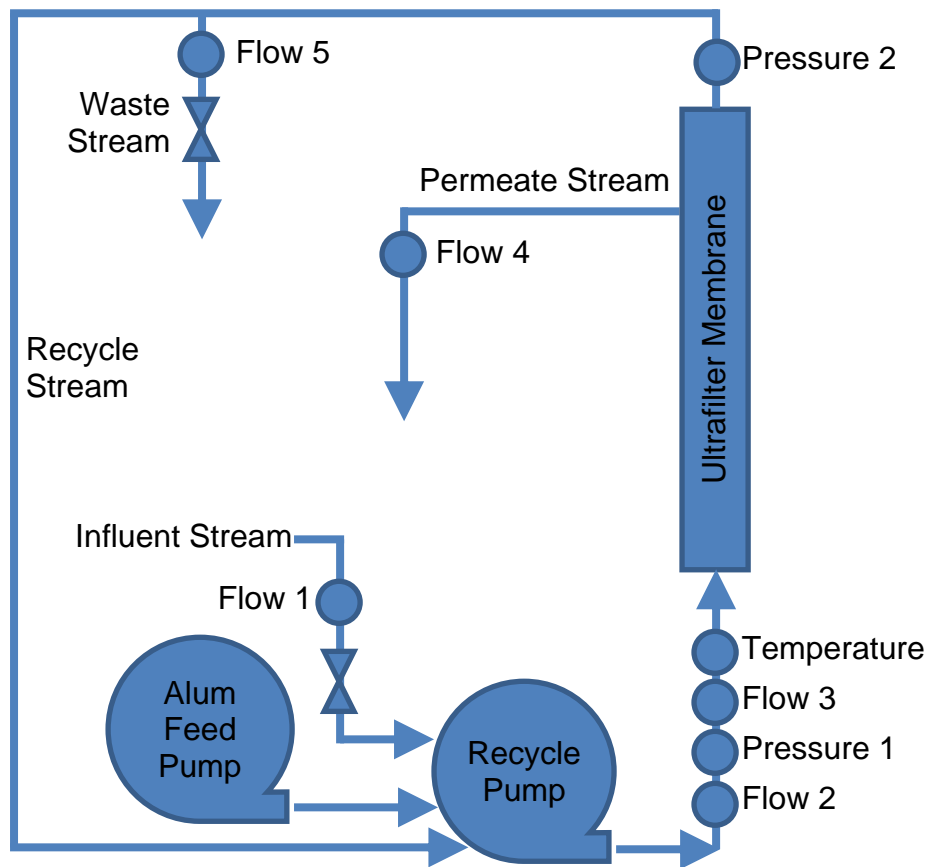 Flow 5
Pressure 2
Waste
Stream
Permeate Stream
Flow 4
Ultrafilter Membrane
Recycle
Stream
Influent Stream
Flow 1
Temperature
Alum
Feed
Pump
Flow 3
Recycle
Pump
Pressure 1
Flow 2